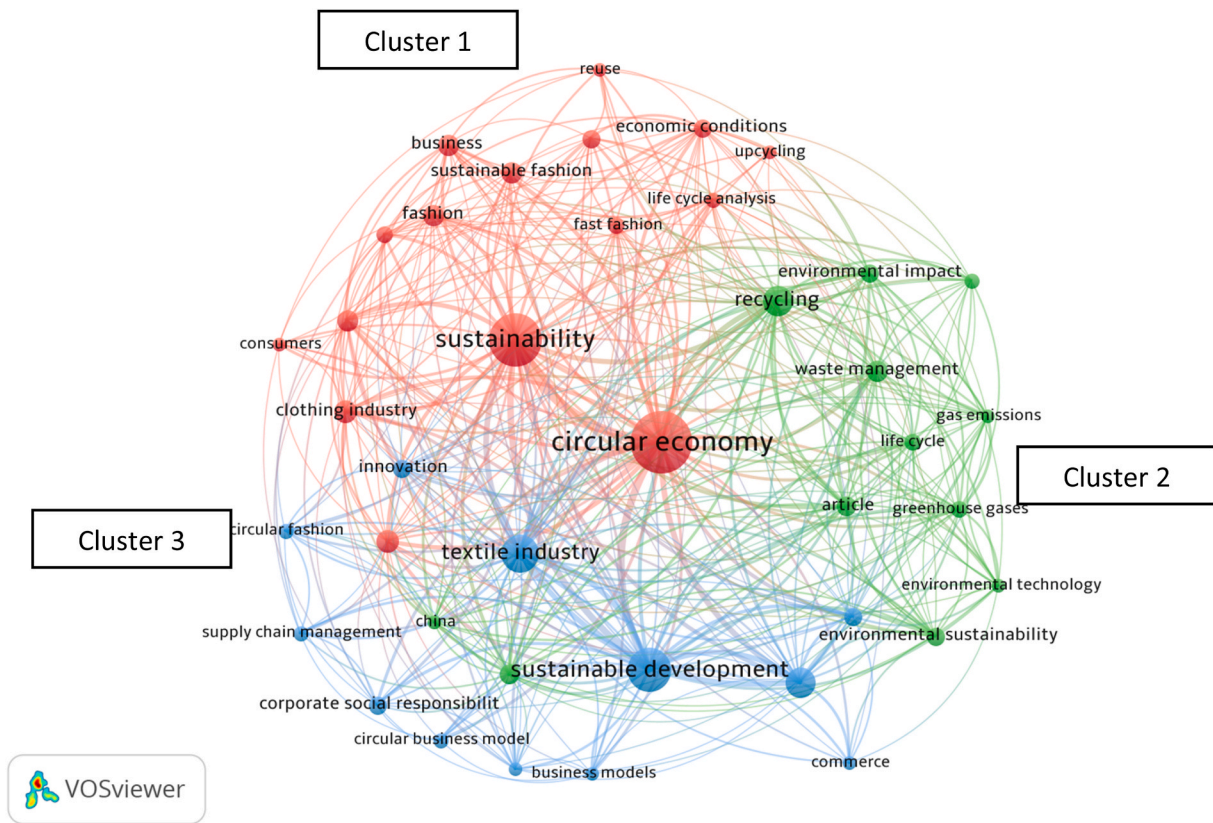 Cluster 1
reuse
economic conditions
business
upcycling
sustainable fashion
life cycle analysis
fashion
fast fashion
environmental impact
recycling
sustainability
consumers
waste management
clothing industry
gas emissions
circular economy
life cycle
innovation
Cluster 2
article
greenhouse gases
circular fashion
Cluster 3
textile industry
environmental technology
china
supply chain management
environmental sustainability
sustainable development
corporate social responsibilit
circular business model
commerce
business models
VOSviewer